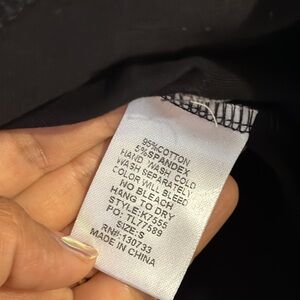 95%COTTON
5%SPANDEX
HAND WASH COLD
WASH SEPARATELY
COLOR WILL BLEED
NO BLEACH
HANG TO DRY
STYLE:K7555
PO: TL77589
SIZE:S
RN#:130733
MADE IN CHINA